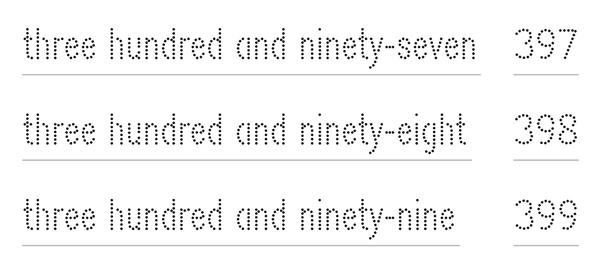 three hundred and ninety-seven 397
three hundred and ninety-eight 398
three hundred and ninety-nine 399